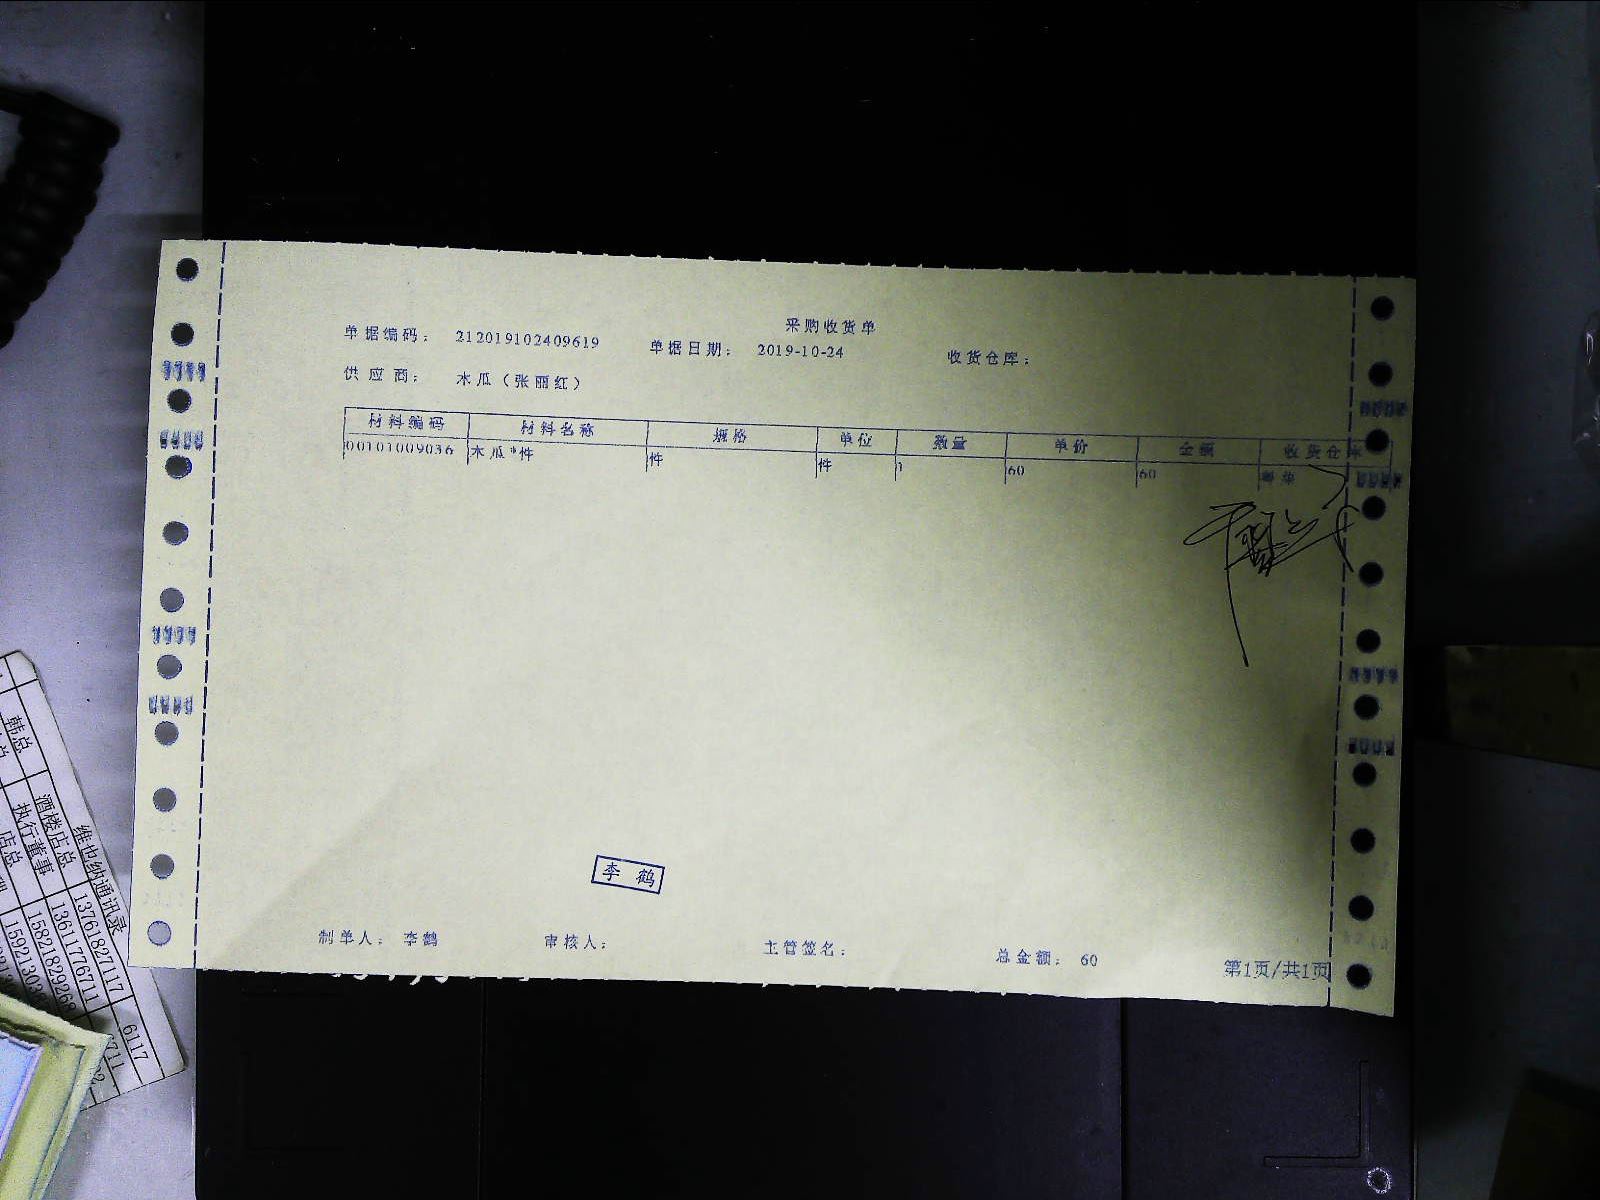 采购收货单
单据编码： 212019102409619 单据日期： 2019-10-24 收货仓库：
供应商： 木瓜（张丽红）
材料编码 材料名称 规格 单位 数量 单价 金额 收货仓库
00101009036 木瓜*件 件 件 1 60 60
李 鹤
制单人： 李鹤 审核人： 主管签名： 总金额： 60
第1页/共1页
维也纳通讯录
韩总 酒楼店总 13761827117 6117
执行董事 13611776711
店总 15821829268